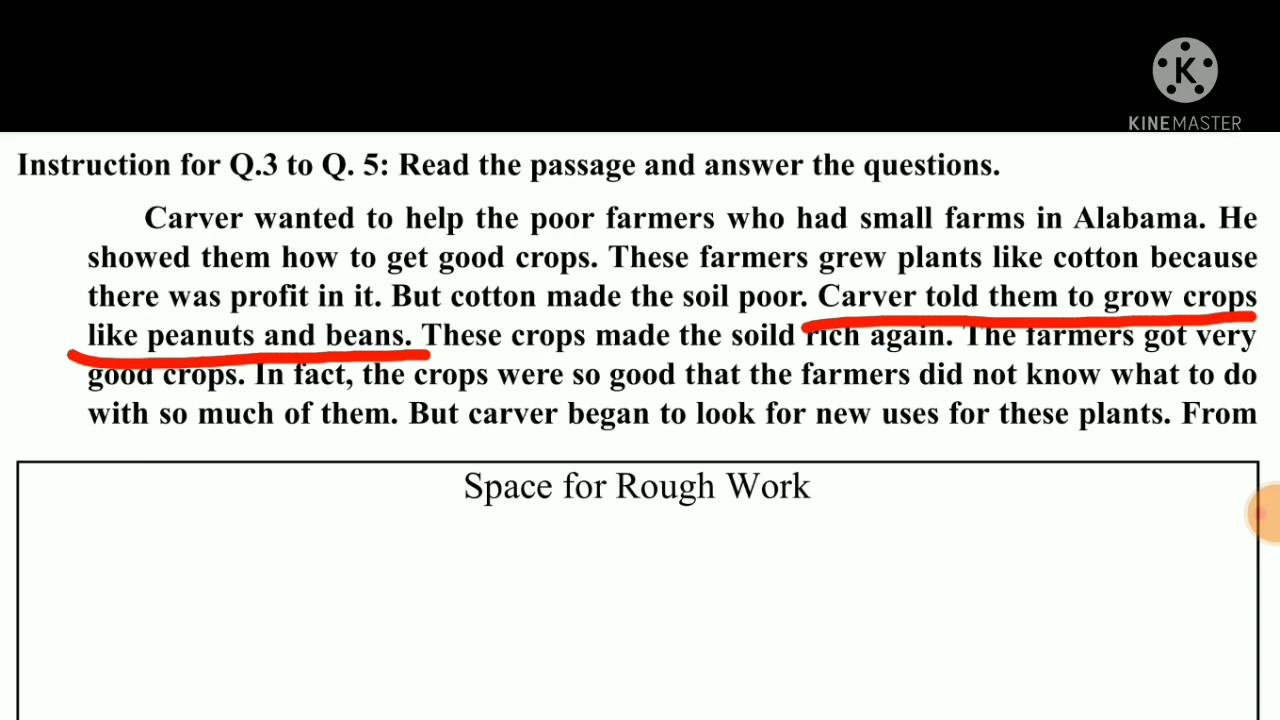 K
KINEMASTER
Instruction for Q.3 to Q. 5: Read the passage and answer the questions.
Carver wanted to help the poor farmers who had small farms in Alabama. He
showed them how to get good crops. These farmers grew plants like cotton because
there was profit in it. But cotton made the soil poor. Carver told them to grow crops
like peanuts and beans. These crops made the soild rich again. The farmers got very
good crops. In fact, the crops were so good that the farmers did not know what to do
with so much of them. But carver began to look for new uses for these plants. From
Space for Rough Work